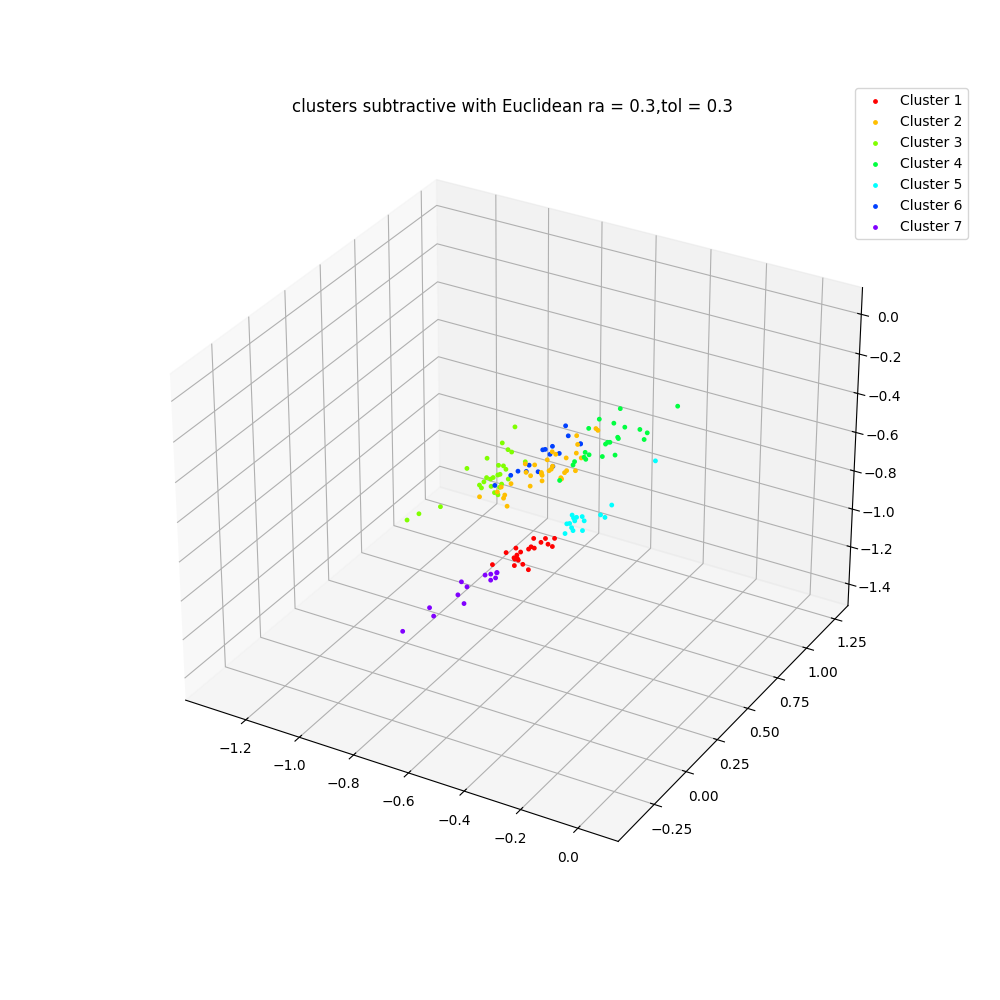 clusters subtractive with Euclidean ra = 0.3,tol = 0.3
Cluster 1
Cluster 2
Cluster 3
Cluster 4
Cluster 5
Cluster 6
Cluster 7
0.0
−0.2
−0.4
−0.6
−0.8
−1.0
−1.2
−1.4
1.25
1.00
0.75
0.50
0.25
0.00
−0.25
−1.2
−1.0
−0.8
−0.6
−0.4
−0.2
0.0